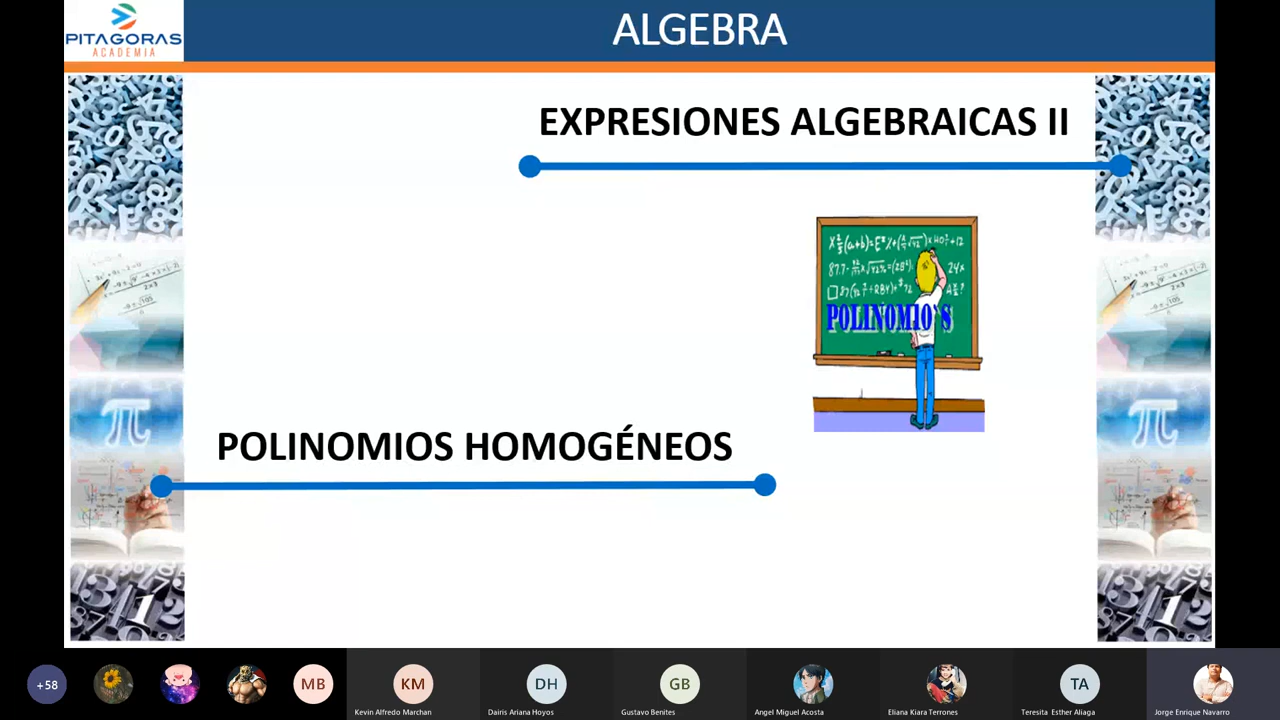 PITAGORAS
ACADEMIA
ALGEBRA
EXPRESIONES ALGEBRAICAS II
POLINOMIO`S
POLINOMIOS HOMOGÉNEOS
+58
MB
KM
DH
GB
TA
Kevin Alfredo Marchan
Dairis Ariana Hoyos
Gustavo Benites
Angel Miguel Acosta
Eliana Kiara Terrones
Teresita Esther Aliaga
Jorge Enrique Navarro